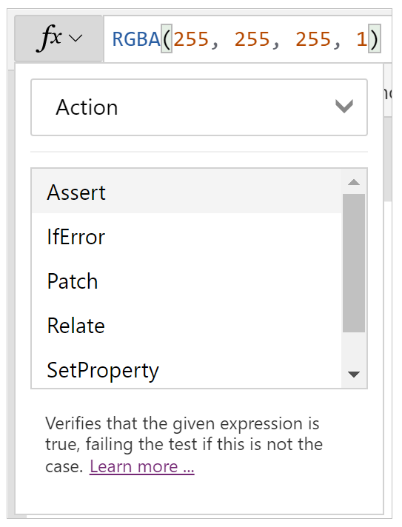 fx RGBA(255, 255, 255, 1)
Action
Assert
IfError
Patch
Relate
SetProperty
Verifies that the given expression is
true, failing the test if this is not the
case. Learn more ...